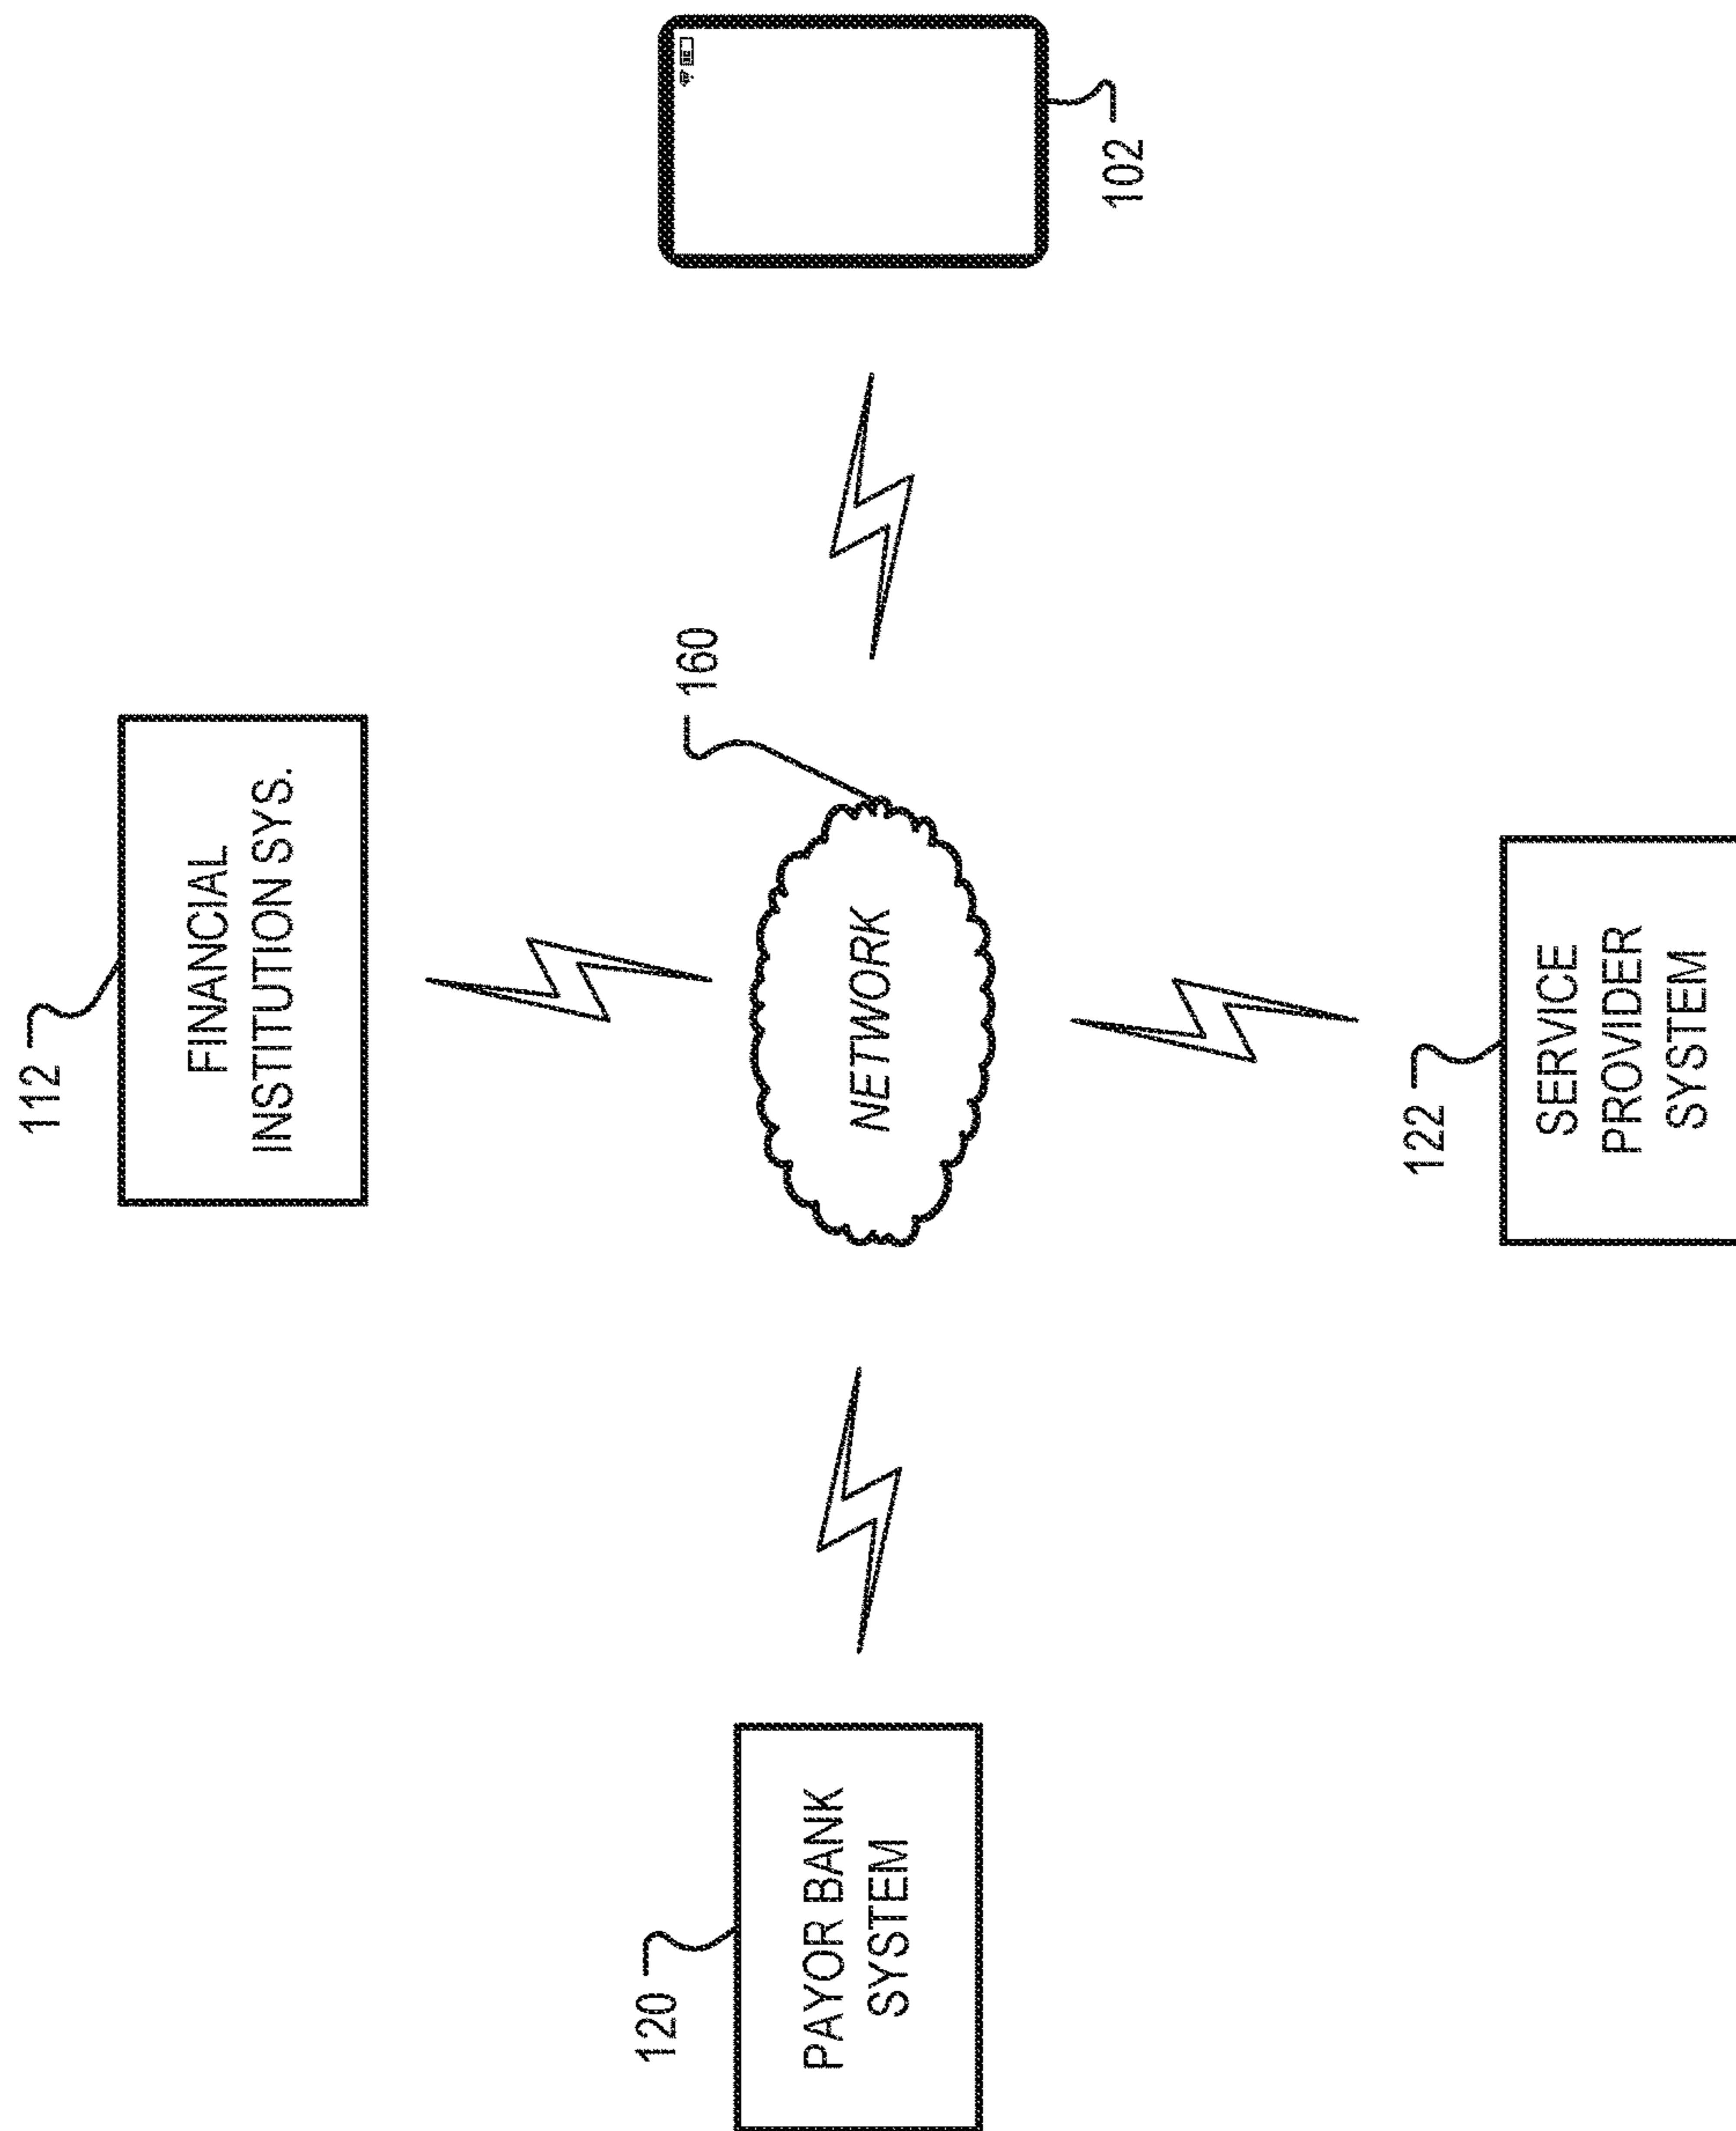 112
FINANCIAL
INSTITUTION SYS.
120
PAYOR BANK
SYSTEM
160
NETWORK
102
122
SERVICE
PROVIDER
SYSTEM